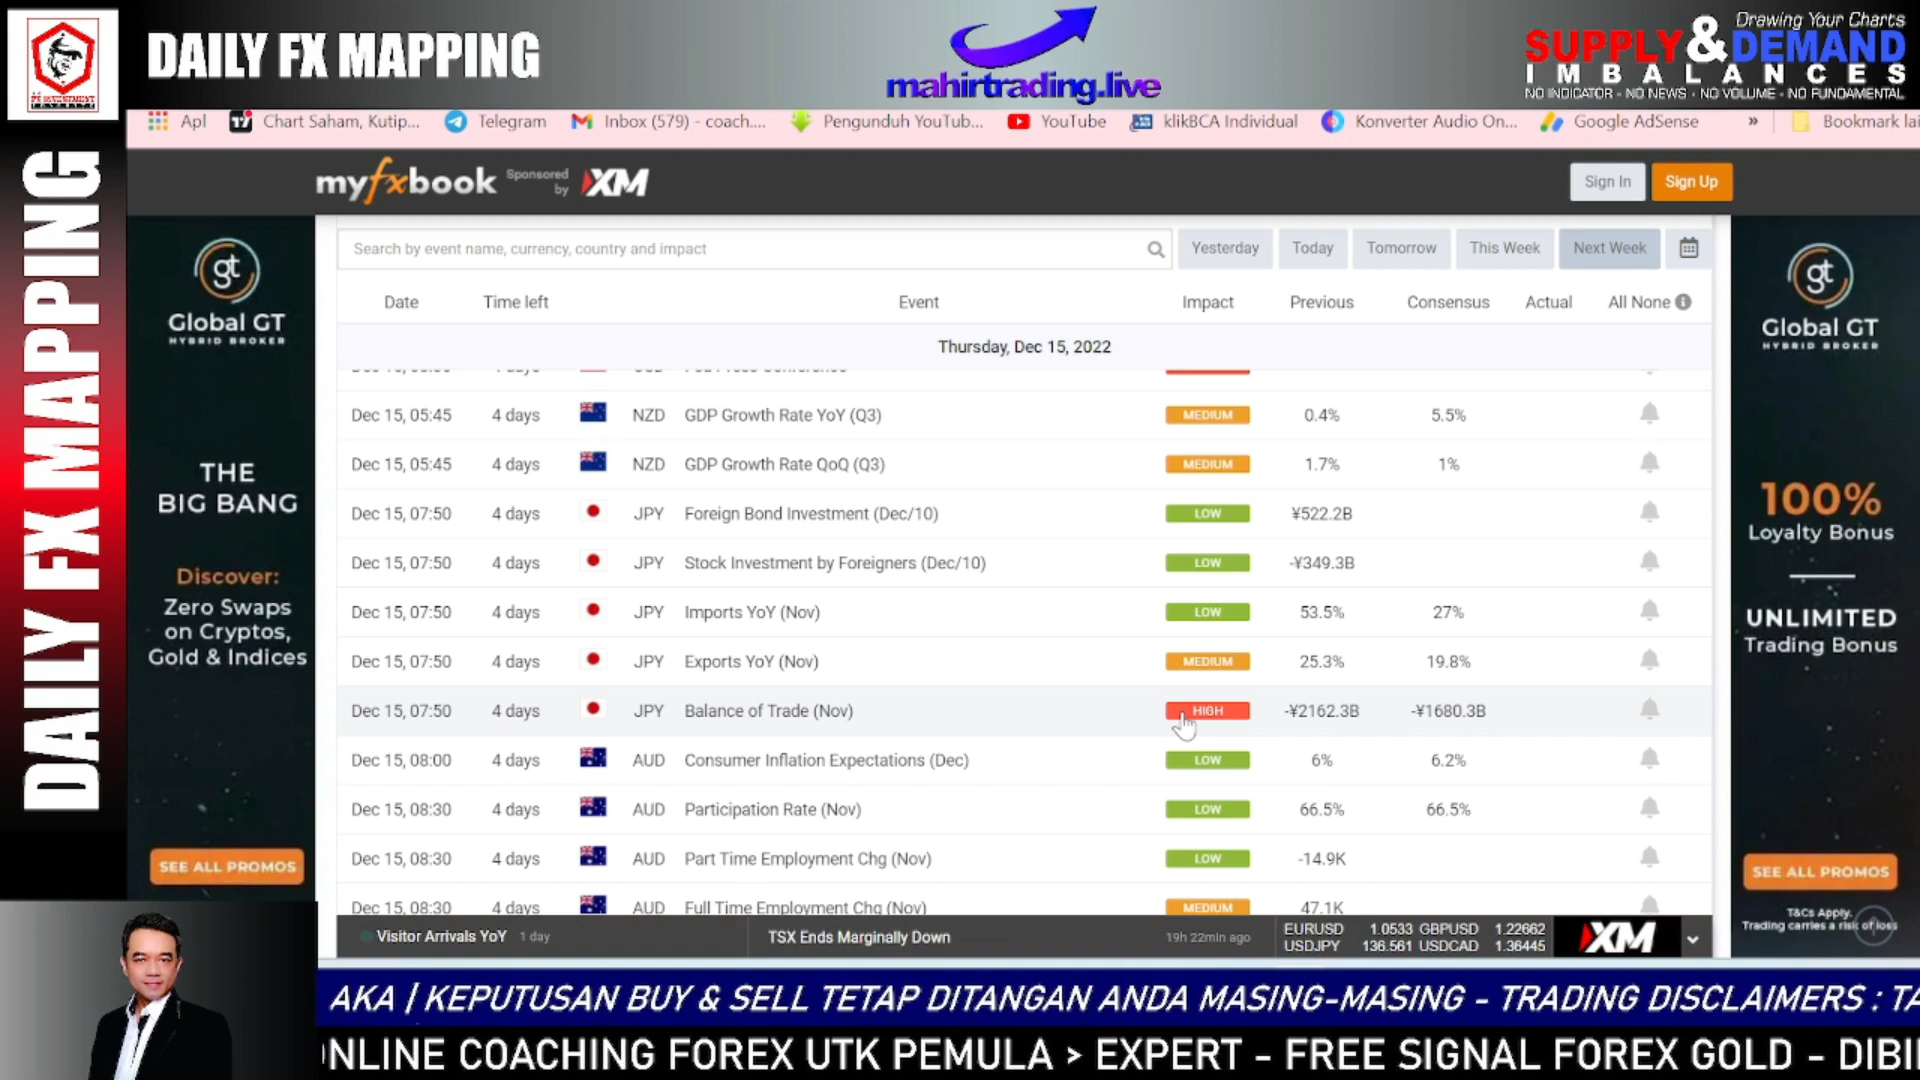 DAILY FX MAPPING
mahirtrading.live
Drawing Your Charts
SUPPLY & DEMAND
IMBALANCES
NO INDICATOR - NO NEWS - NO VOLUME - NO FUNDAMENTAL
DAILY FX MAPPING
Apl
Chart Saham, Kutip...
Telegram
Inbox (579) - coach....
Pengunduh YouTub...
YouTube
klikBCA Individual
Konverter Audio On...
Google AdSense
»
Bookmark lai
myfxbook Sponsored by XM
Sign In
Sign Up
gt
Global GT
HYBRID BROKER
THE
BIG BANG
Discover:
Zero Swaps
on Cryptos,
Gold & Indices
SEE ALL PROMOS
Search by event name, currency, country and impact
Yesterday
Today
Tomorrow
This Week
Next Week
Date Time left Event Impact Previous Consensus Actual All None
Thursday, Dec 15, 2022
Dec 15, 05:45 4 days NZD GDP Growth Rate YoY (Q3) MEDIUM 0.4% 5.5%
Dec 15, 05:45 4 days NZD GDP Growth Rate QoQ (Q3) MEDIUM 1.7% 1%
Dec 15, 07:50 4 days JPY Foreign Bond Investment (Dec/10) LOW ¥522.2B
Dec 15, 07:50 4 days JPY Stock Investment by Foreigners (Dec/10) LOW -¥349.3B
Dec 15, 07:50 4 days JPY Imports YoY (Nov) LOW 53.5% 27%
Dec 15, 07:50 4 days JPY Exports YoY (Nov) MEDIUM 25.3% 19.8%
Dec 15, 07:50 4 days JPY Balance of Trade (Nov) HIGH -¥2162.3B -¥1680.3B
Dec 15, 08:00 4 days AUD Consumer Inflation Expectations (Dec) LOW 6% 6.2%
Dec 15, 08:30 4 days AUD Participation Rate (Nov) LOW 66.5% 66.5%
Dec 15, 08:30 4 days AUD Part Time Employment Chg (Nov) LOW -14.9K
Dec 15, 08:30 4 days AUD Full Time Employment Chg (Nov) MEDIUM 47.1K
gt
Global GT
HYBRID BROKER
100%
Loyalty Bonus
UNLIMITED
Trading Bonus
SEE ALL PROMOS
T&Cs Apply.
Trading carries a risk of loss
Visitor Arrivals YoY 1 day
TSX Ends Marginally Down
19h 22min ago
EURUSD 1.0533 GBPUSD 1.22662
USDJPY 136.561 USDCAD 1.36445
XM
AKA | KEPUTUSAN BUY & SELL TETAP DITANGAN ANDA MASING-MASING - TRADING DISCLAIMERS : TA
ONLINE COACHING FOREX UTK PEMULA > EXPERT - FREE SIGNAL FOREX GOLD - DIBI